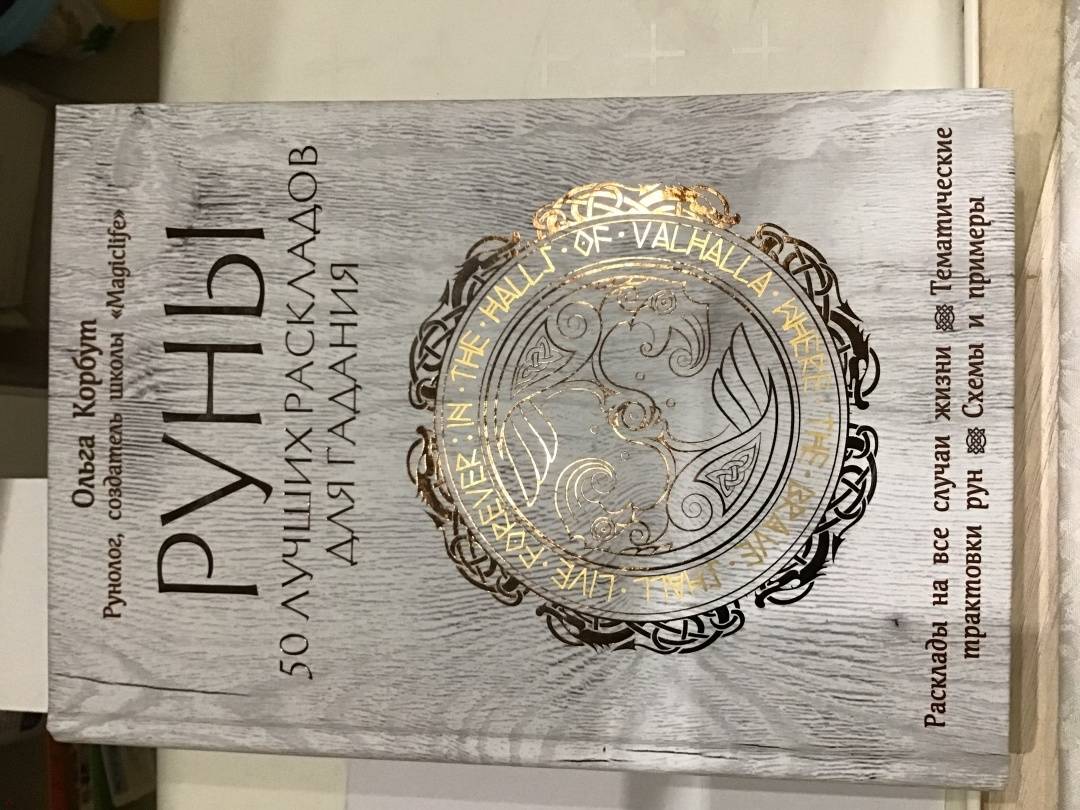 Ольга Корбут
Рунолог, создатель школы «Magiclife»
РУНЫ
50 ЛУЧШИХ РАСКЛАДОВ
ДЛЯ ГАДАНИЯ
IN · THE · HALLS · OF · VALHALLA · WHERE · THE · BRAVE · SHALL · LIVE · FOREVER ·
Расклады на все случаи жизни Тематические
трактовки рун Схемы и примеры